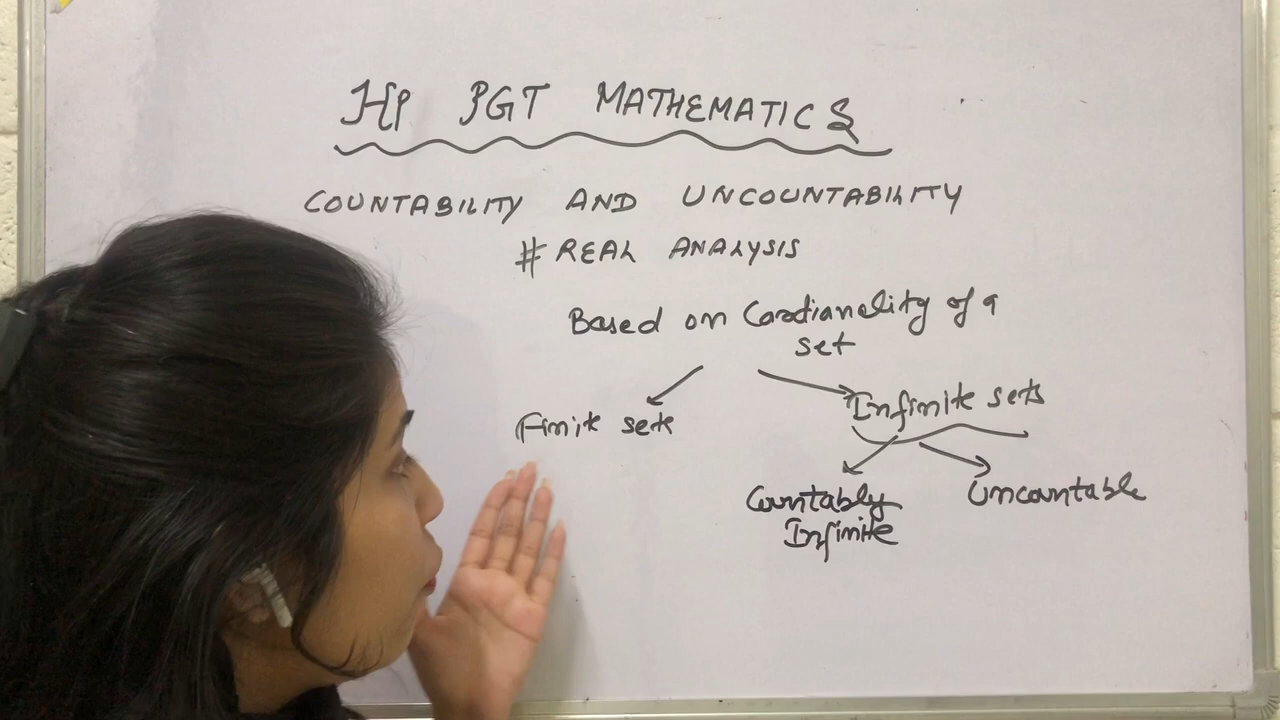 HP PGT MATHEMATICS
COUNTABILITY AND UNCOUNTABILITY
# REAL ANALYSIS
Based on Cardianality of a
set
Finite sets
Infinite sets
Countably
Infinite
Uncountable